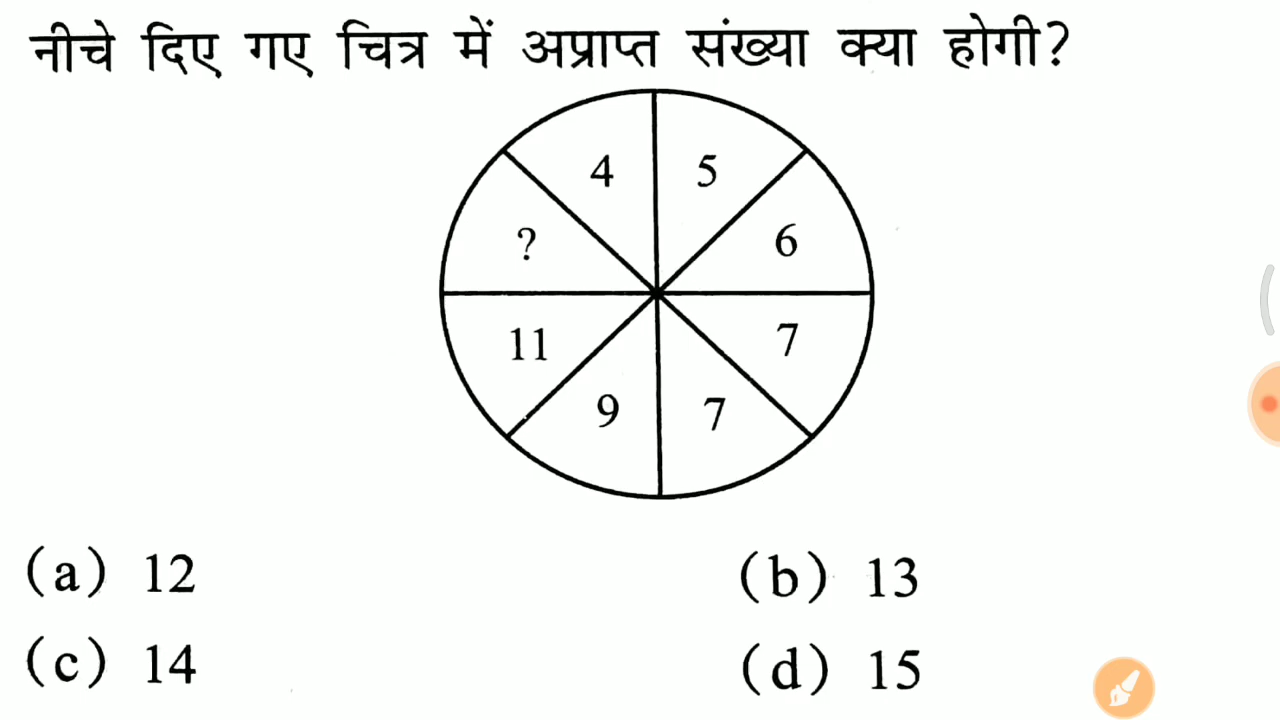 नीचे दिए गए चित्र में अप्राप्त संख्या क्या होगी?
4 5
? 6
11 7
9 7
(a) 12 (b) 13
(c) 14 (d) 15